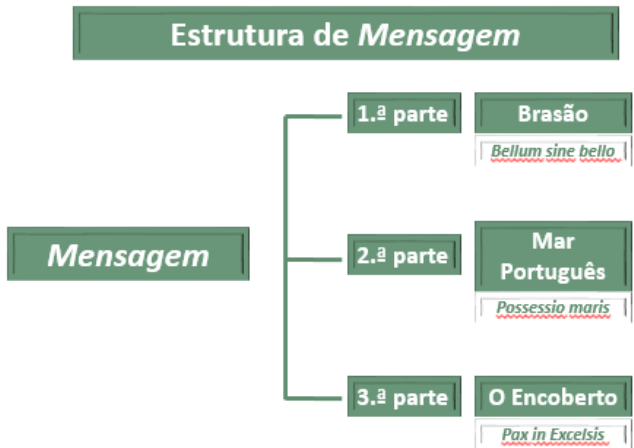 Estrutura de Mensagem
Mensagem
1.ª parte
Brasão
Bellum sine bello
2.ª parte
Mar
Português
Possessio maris
3.ª parte
O Encoberto
Pax in Excelsis